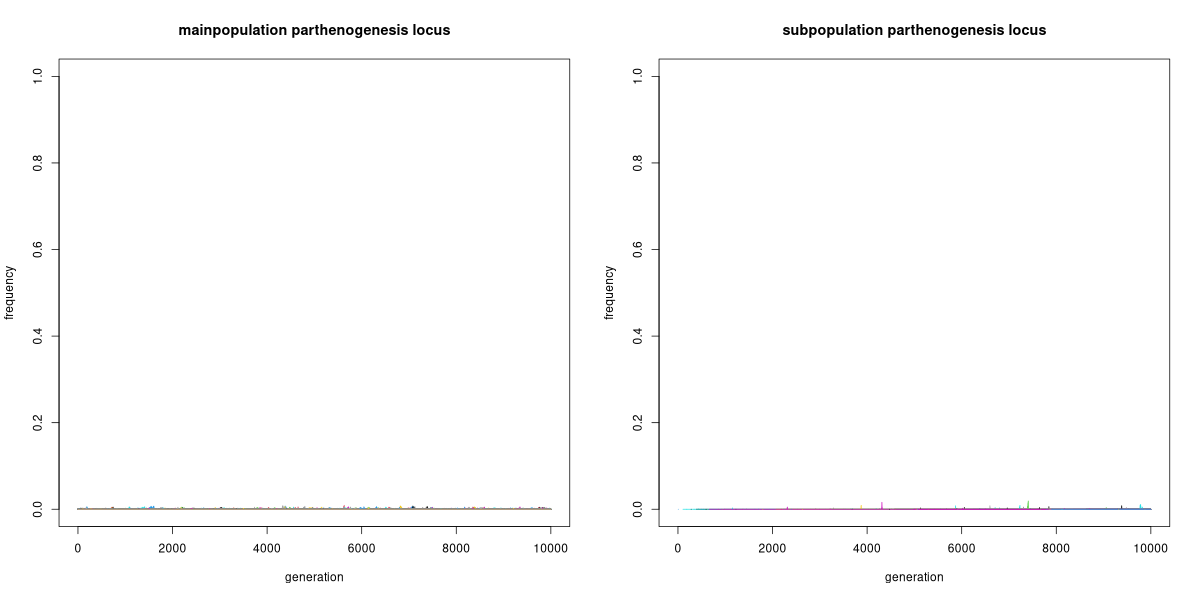 mainpopulation parthenogenesis locus
frequency
1.0
0.8
0.6
0.4
0.2
0.0
0 2000 4000 6000 8000 10000
generation
subpopulation parthenogenesis locus
frequency
1.0
0.8
0.6
0.4
0.2
0.0
0 2000 4000 6000 8000 10000
generation